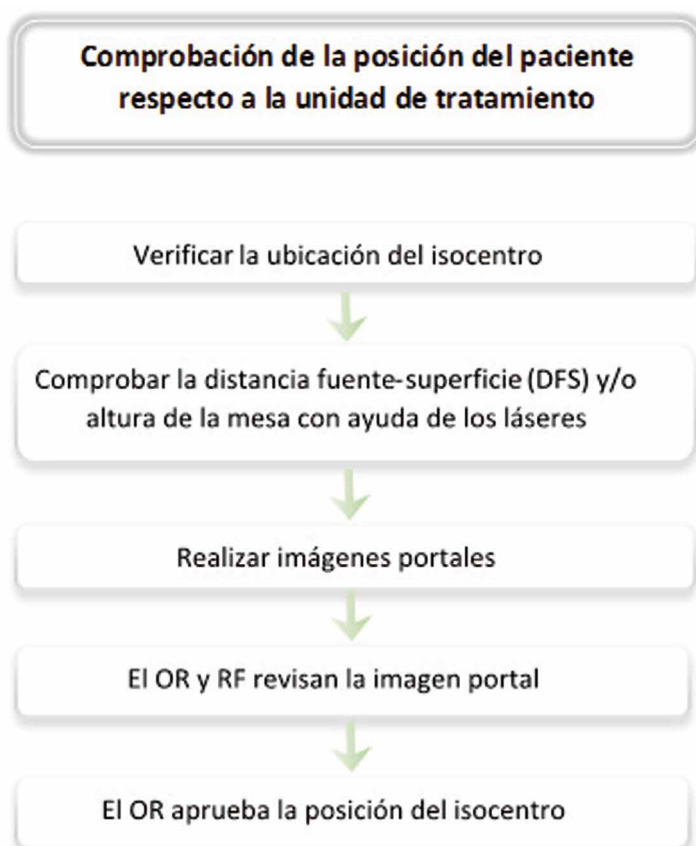 Comprobación de la posición del paciente
respecto a la unidad de tratamiento
Verificar la ubicación del isocentro
Comprobar la distancia fuente-superficie (DFS) y/o
altura de la mesa con ayuda de los láseres
Realizar imágenes portales
El OR y RF revisan la imagen portal
El OR aprueba la posición del isocentro